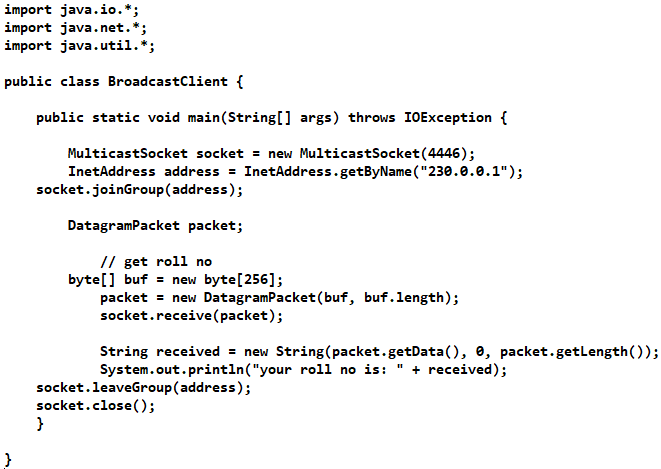 import java.io.*;
import java.net.*;
import java.util.*;

public class BroadcastClient {

    public static void main(String[] args) throws IOException {

        MulticastSocket socket = new MulticastSocket(4446);
        InetAddress address = InetAddress.getByName("230.0.0.1");
    socket.joinGroup(address);

        DatagramPacket packet;

            // get roll no
        byte[] buf = new byte[256];
            packet = new DatagramPacket(buf, buf.length);
            socket.receive(packet);

            String received = new String(packet.getData(), 0, packet.getLength());
            System.out.println("your roll no is: " + received);
    socket.leaveGroup(address);
    socket.close();
    }

}